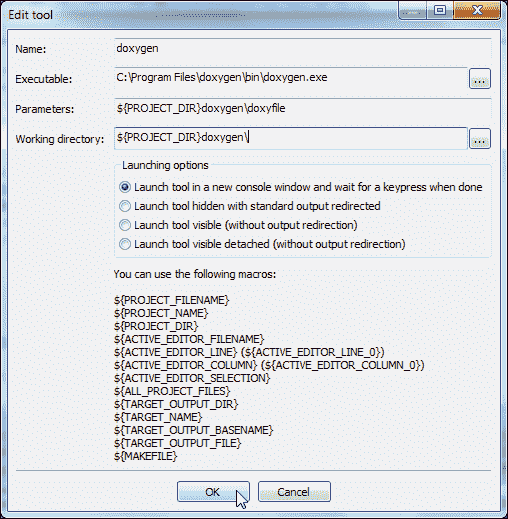 Edit tool
Name: doxygen
Executable: C:\Program Files\doxygen\bin\doxygen.exe ...
Parameters: ${PROJECT_DIR}doxygen\doxyfile
Working directory: ${PROJECT_DIR}doxygen\ ...
Launching options
Launch tool in a new console window and wait for a keypress when done
Launch tool hidden with standard output redirected
Launch tool visible (without output redirection)
Launch tool visible detached (without output redirection)
You can use the following macros:
${PROJECT_FILENAME}
${PROJECT_NAME}
${PROJECT_DIR}
${ACTIVE_EDITOR_FILENAME}
${ACTIVE_EDITOR_LINE} (${ACTIVE_EDITOR_LINE_0})
${ACTIVE_EDITOR_COLUMN} (${ACTIVE_EDITOR_COLUMN_0})
${ACTIVE_EDITOR_SELECTION}
${ALL_PROJECT_FILES}
${TARGET_OUTPUT_DIR}
${TARGET_NAME}
${TARGET_OUTPUT_BASENAME}
${TARGET_OUTPUT_FILE}
${MAKEFILE}
OK Cancel